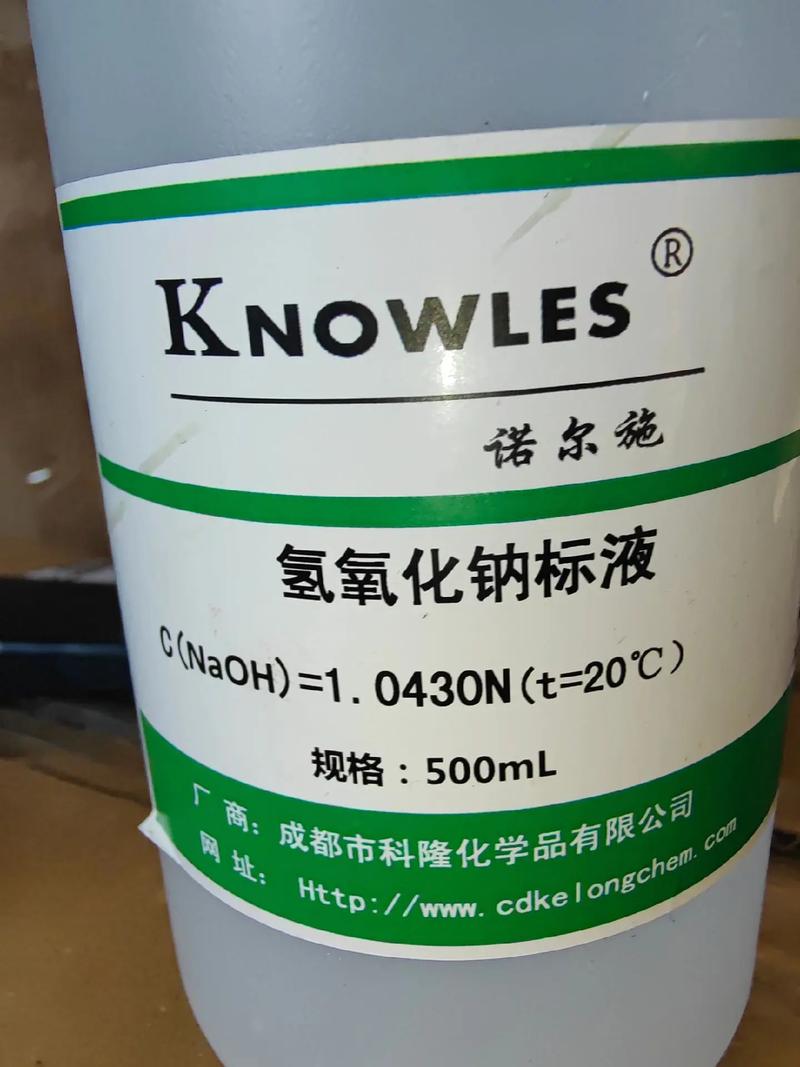 KNOWLES ®
诺尔施
氢氧化钠标液
C(NaOH)=1.0430N(t=20℃)
规格：500mL
厂商：成都市科隆化学品有限公司
网址：Http://www.cdkelongchem.com